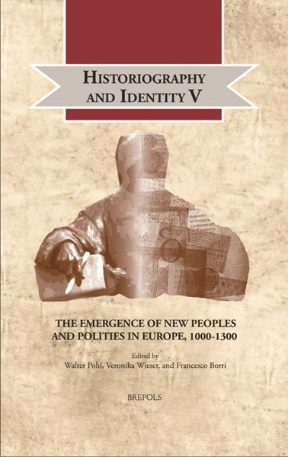 HISTORIOGRAPHY
AND IDENTITY V
THE EMERGENCE OF NEW PEOPLES
AND POLITIES IN EUROPE, 1000-1300
Edited by
Walter Pohl, Veronika Wieser, and Francesco Borri
BREPOLS